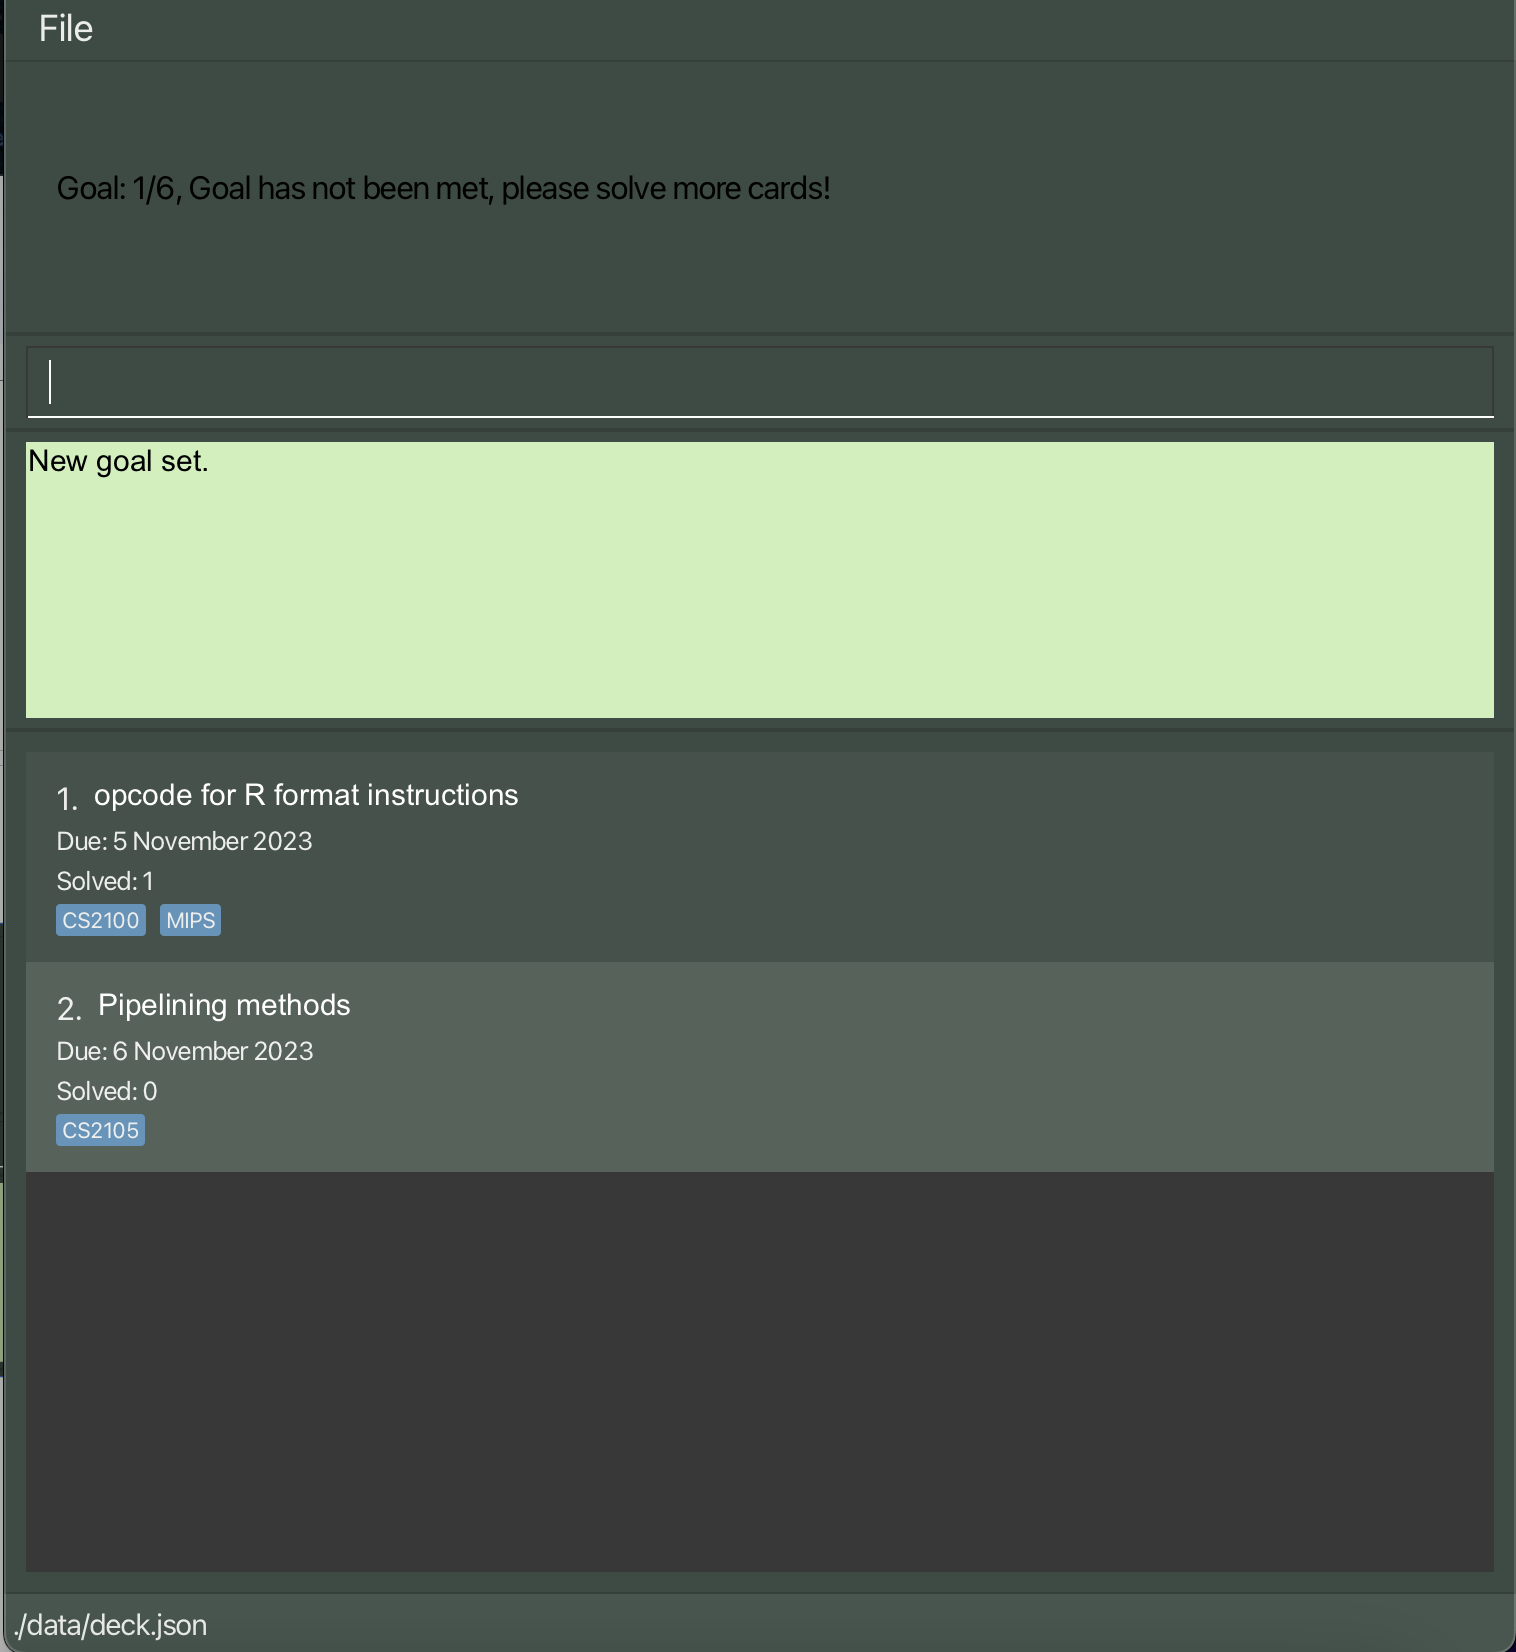 File
Goal: 1/6, Goal has not been met, please solve more cards!
New goal set.
1. opcode for R format instructions
Due: 5 November 2023
Solved: 1
CS2100 MIPS
2. Pipelining methods
Due: 6 November 2023
Solved: 0
CS2105
./data/deck.json